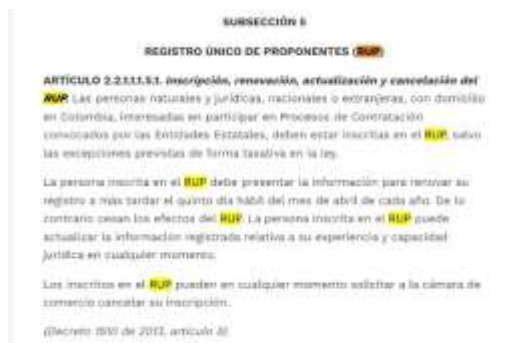 SUBSECCIÓN 5
REGISTRO ÚNICO DE PROPONENTES (RUP)
ARTÍCULO 2.2.1.1.1.5.1. Inscripción, renovación, actualización y cancelación del
RUP. Las personas naturales y jurídicas, nacionales o extranjeras, con domicilio
en Colombia, interesadas en participar en Procesos de Contratación
convocados por las Entidades Estatales, deben estar inscritas en el RUP, salvo
las excepciones previstas de forma taxativa en la ley.
La persona inscrita en el RUP debe presentar la información para renovar su
registro a más tardar el quinto día hábil del mes de abril de cada año. De lo
contrario cesan los efectos del RUP. La persona inscrita en el RUP puede
actualizar la información registrada relativa a su experiencia y capacidad
jurídica en cualquier momento.
Los inscritos en el RUP pueden en cualquier momento solicitar a la cámara de
comercio cancelar su inscripción.
(Decreto 1510 de 2013, artículo 8)